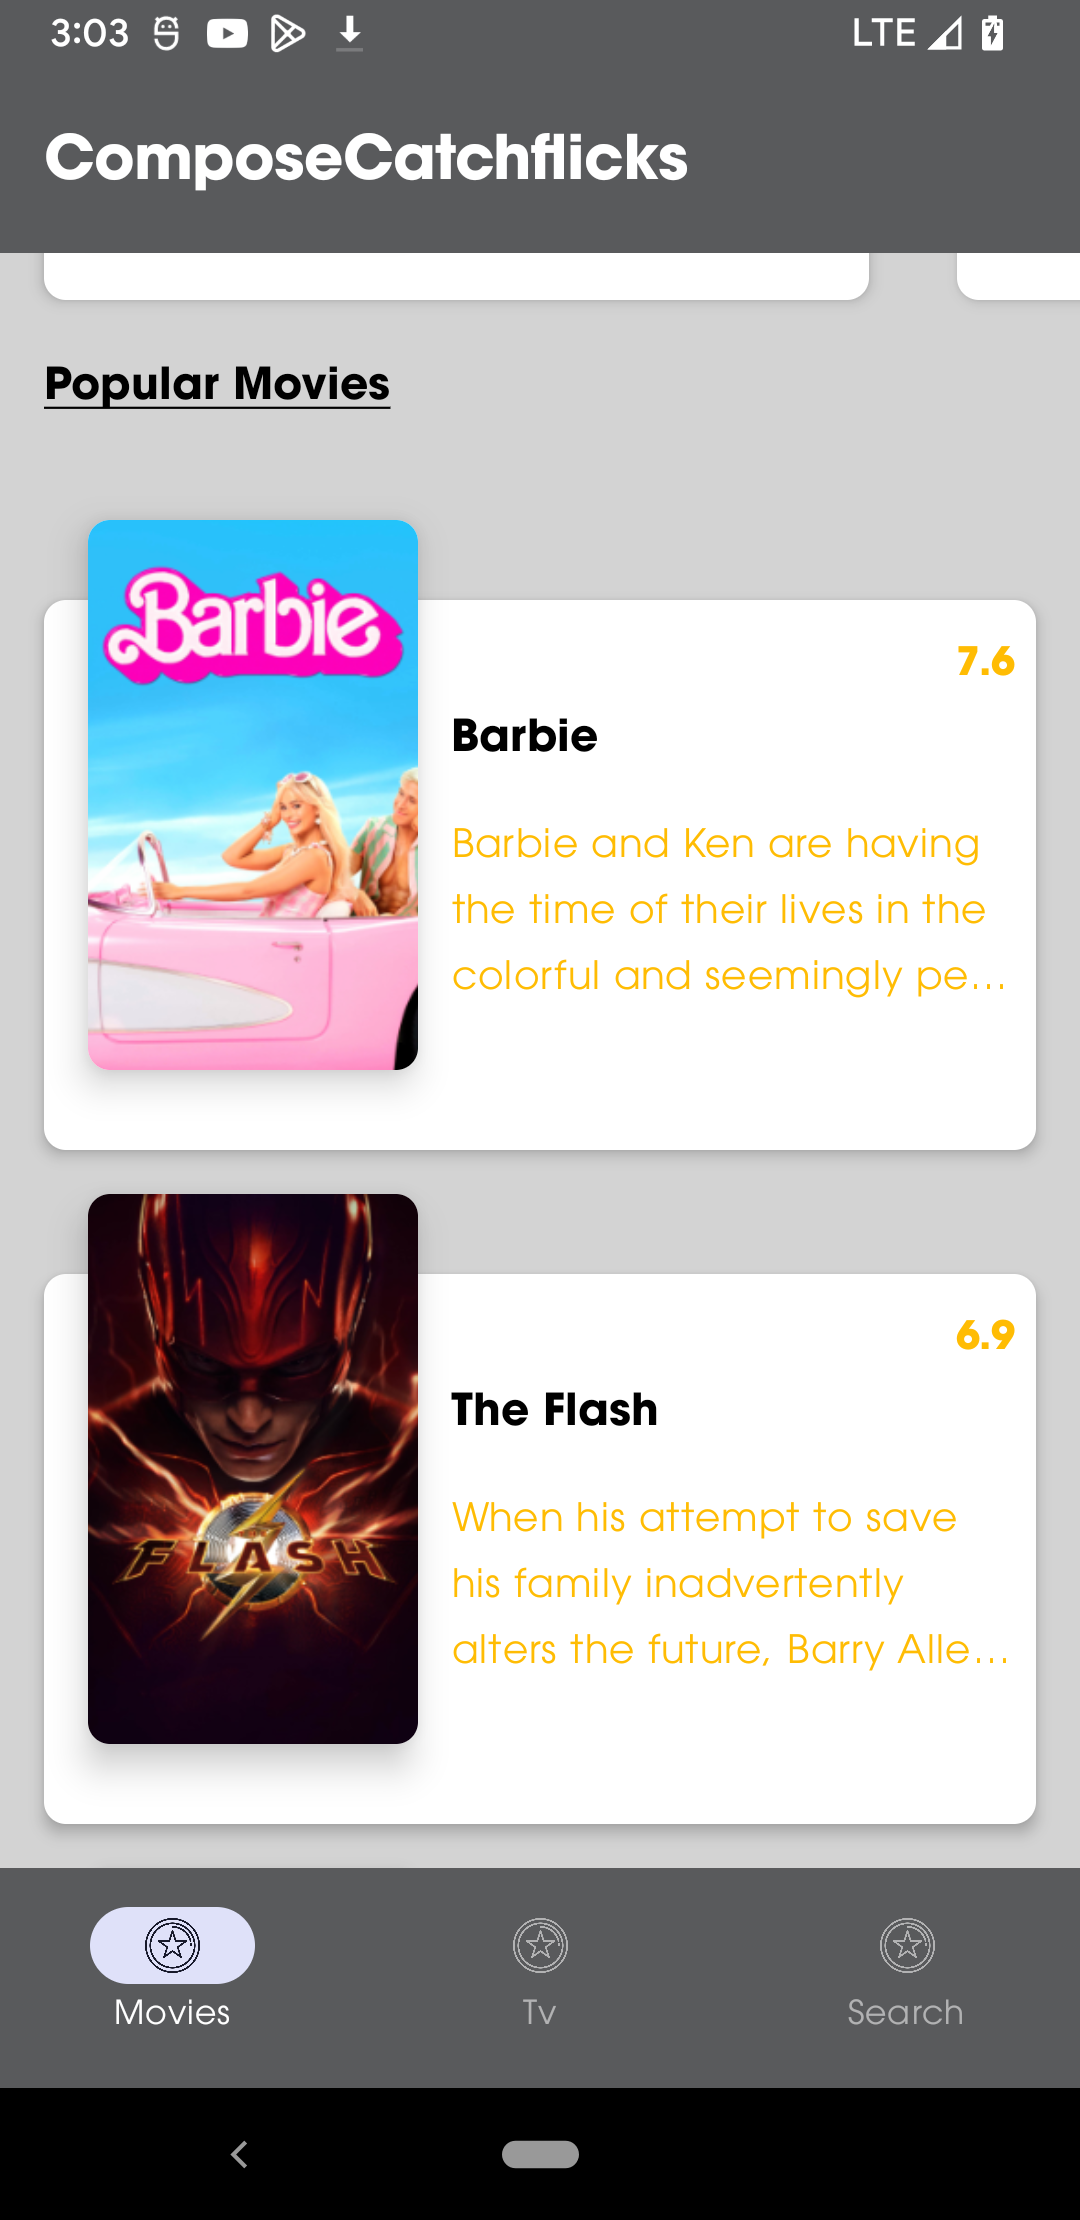 3:03
LTE
ComposeCatchflicks
Popular Movies
Barbie
7.6
Barbie
Barbie and Ken are having
the time of their lives in the
colorful and seemingly pe...
FLASH
6.9
The Flash
When his attempt to save
his family inadvertently
alters the future, Barry Alle...
Movies
Tv
Search